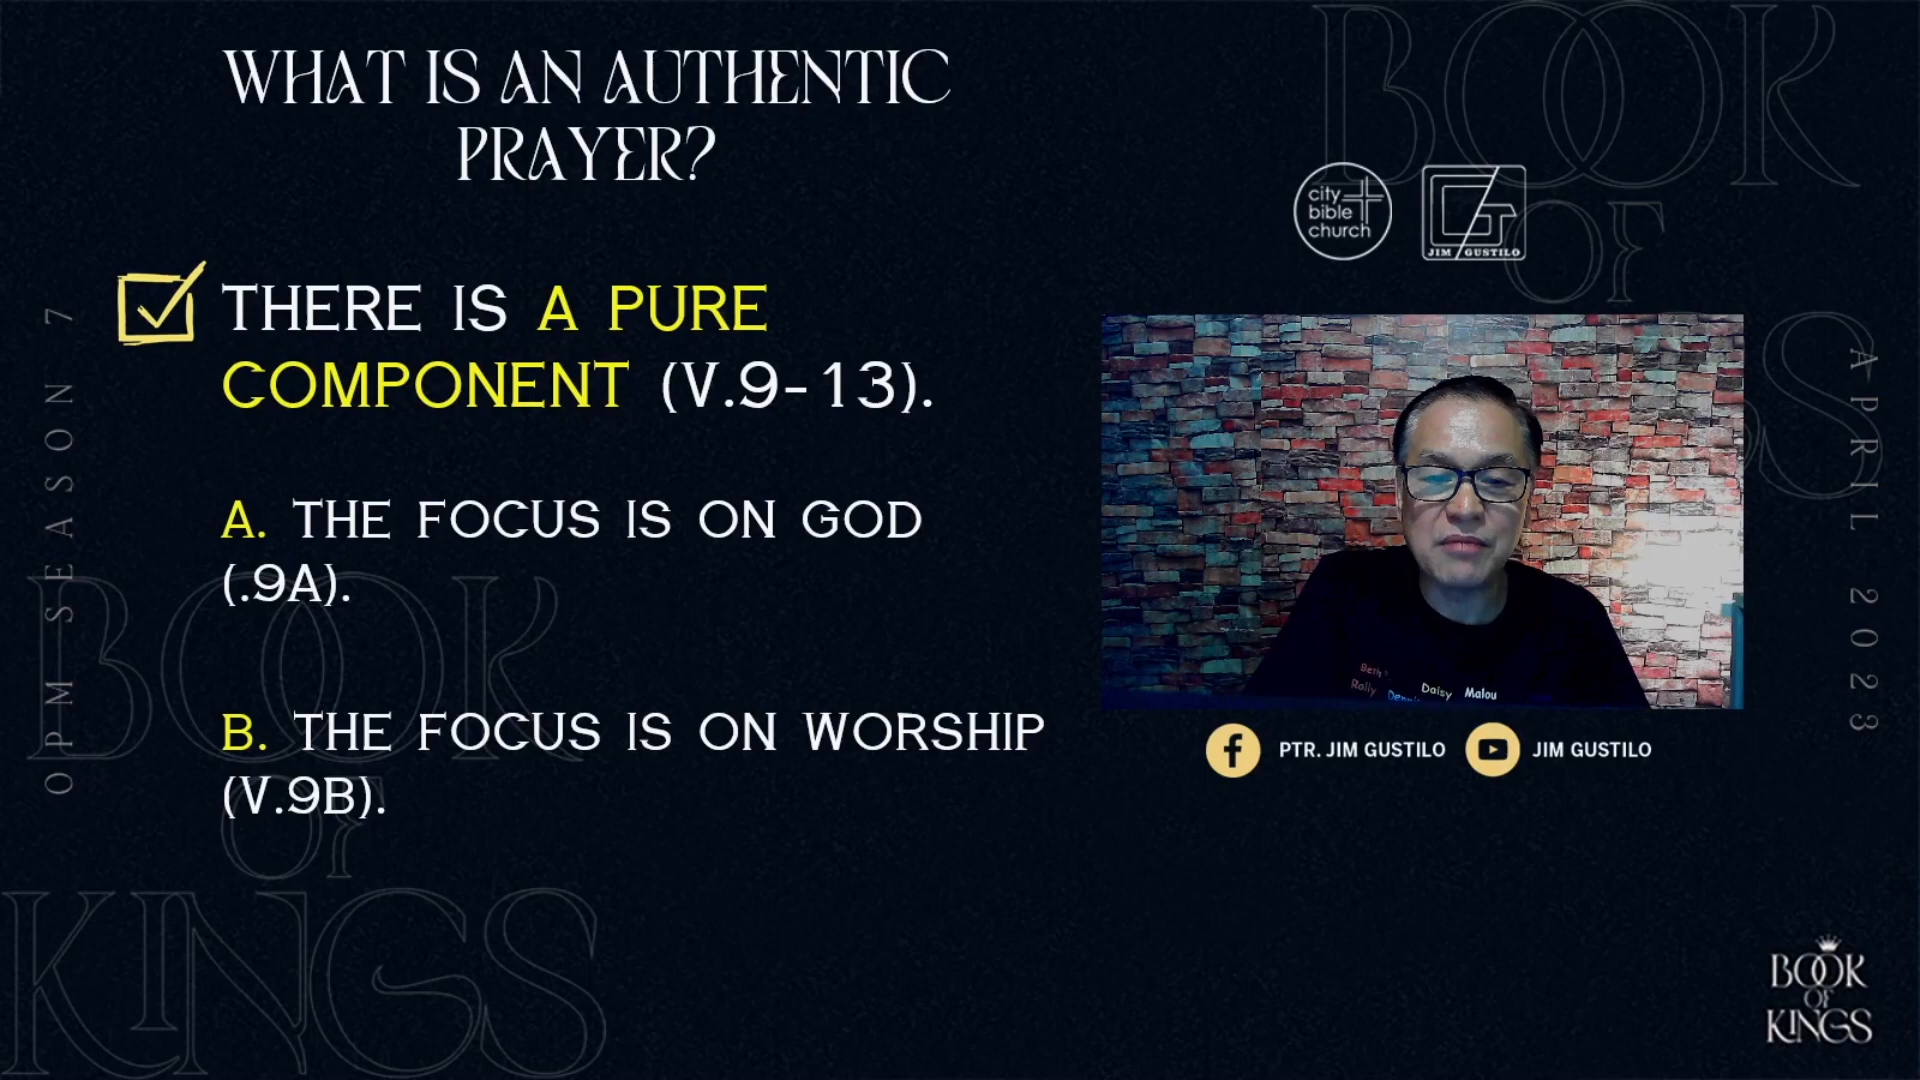 WHAT IS AN AUTHENTIC
PRAYER?
THERE IS A PURE
COMPONENT (V.9-13).
A. THE FOCUS IS ON GOD
(.9A).
B. THE FOCUS IS ON WORSHIP
(V.9B).
OPM SEASON 7
BOOK
OF
KINGS
BOOK
OF
S
city
bible
church
JIM GUSTILO
Beth
Rolly
Daisy Malou
PTR. JIM GUSTILO
JIM GUSTILO
APRIL 2023
BOOK
OF
KINGS